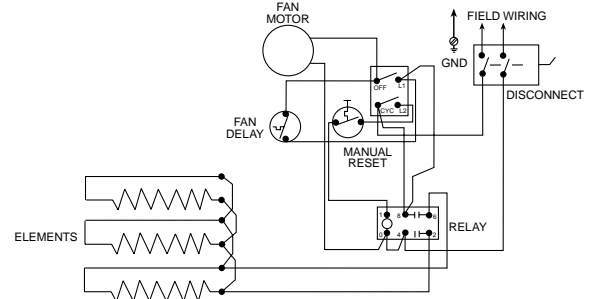 FAN
MOTOR
FIELD WIRING
GND
DISCONNECT
OFF L1
CYC L2
FAN
DELAY
MANUAL
RESET
1 8 6
0 4 2
RELAY
ELEMENTS